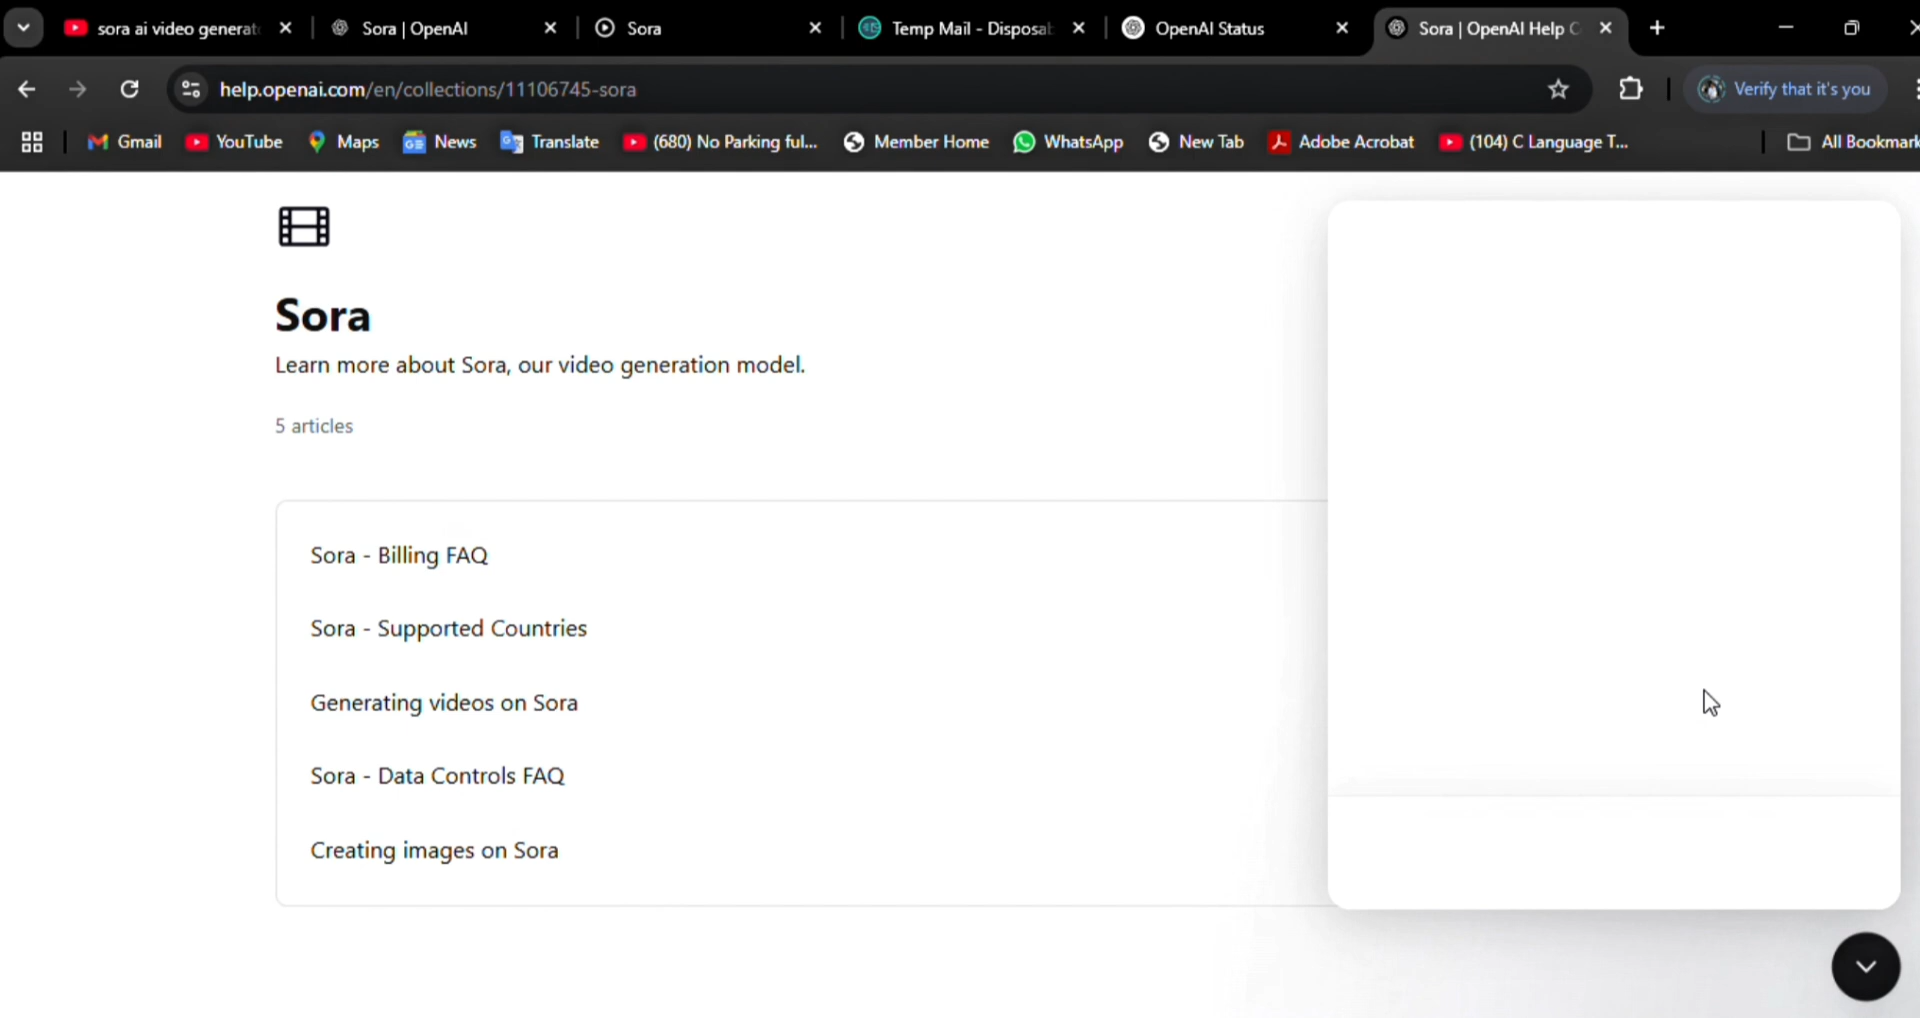 sora ai video generat
Sora | OpenAI
Sora
Temp Mail - Disposab
OpenAI Status
Sora | OpenAI Help C
help.openai.com/en/collections/11106745-sora
Verify that it's you
Gmail
YouTube
Maps
News
Translate
(680) No Parking ful...
Member Home
WhatsApp
New Tab
Adobe Acrobat
(104) C Language T...
All Bookmark
Sora
Learn more about Sora, our video generation model.
5 articles
Sora - Billing FAQ
Sora - Supported Countries
Generating videos on Sora
Sora - Data Controls FAQ
Creating images on Sora